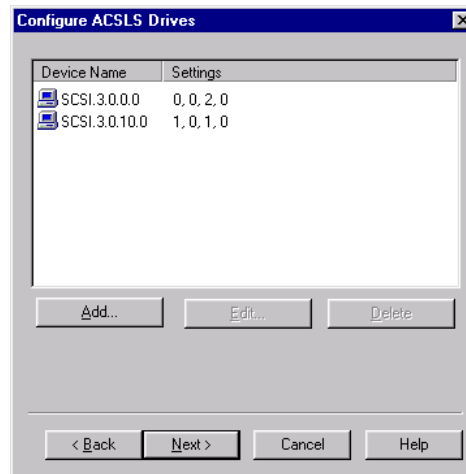 Configure ACSLS Drives
Device Name Settings
SCSI.3.0.0.0 0, 0, 2, 0
SCSI.3.0.10.0 1, 0, 1, 0
Add... Edit... Delete
< Back Next > Cancel Help